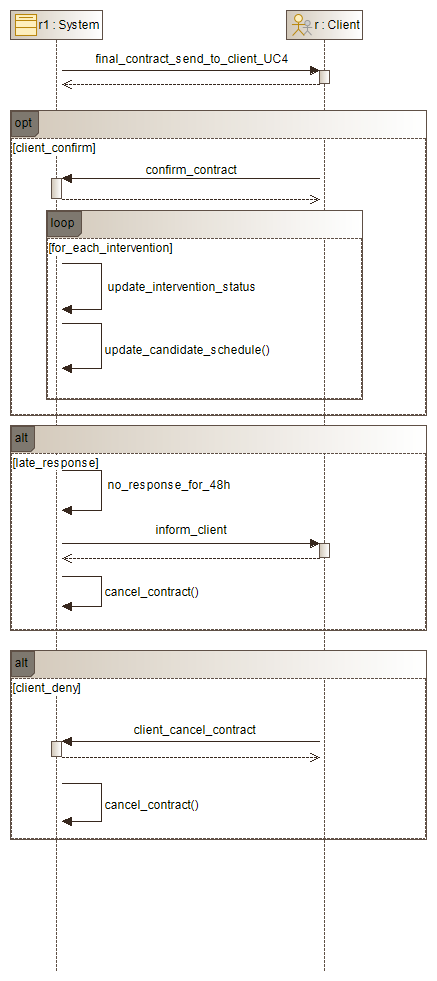 r1 : System
r : Client
final_contract_send_to_client_UC4
opt
[client_confirm]
confirm_contract
loop
[for_each_intervention]
update_intervention_status
update_candidate_schedule()
alt
[late_response]
no_response_for_48h
inform_client
cancel_contract()
alt
[client_deny]
client_cancel_contract
cancel_contract()